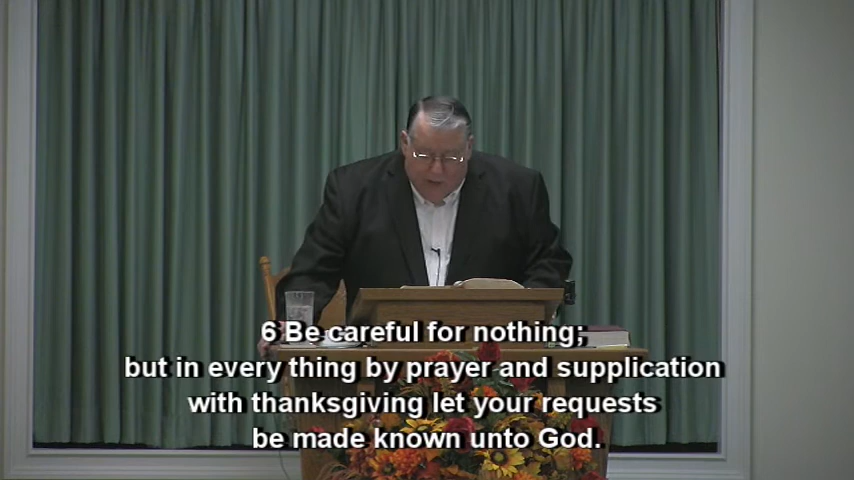 6 Be careful for nothing;
but in every thing by prayer and supplication
with thanksgiving let your requests
be made known unto God.